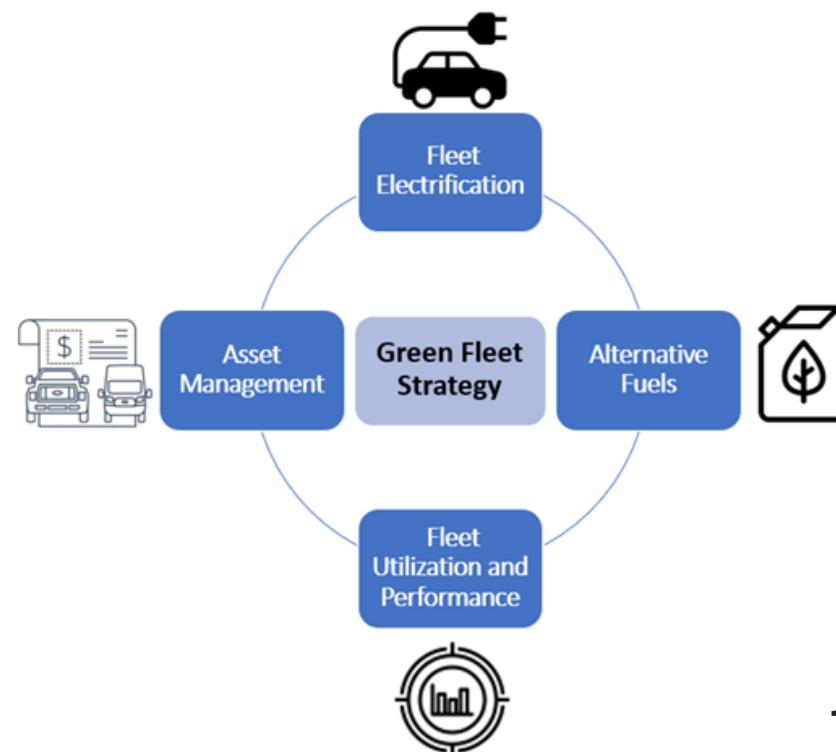 Fleet
Electrification
Asset
Management
$
Green Fleet
Strategy
Alternative
Fuels
Fleet
Utilization and
Performance